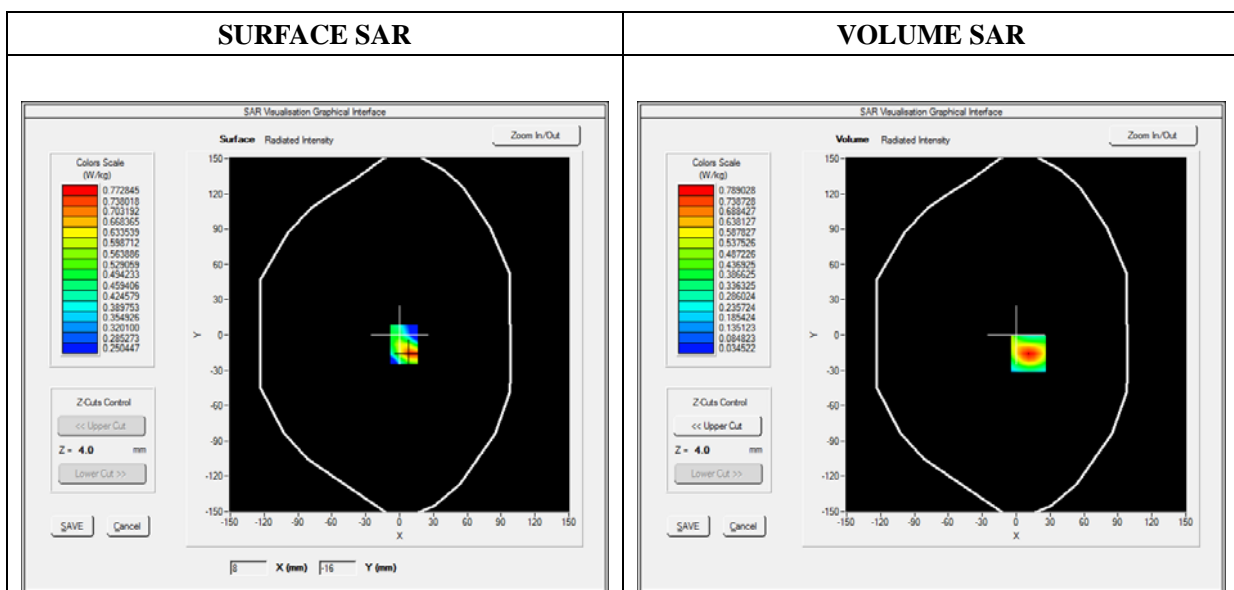 SURFACE SAR
VOLUME SAR
SAR Visualisation Graphical Interface
Surface Radiated Intensity
Zoom In/Out
Colors Scale
(W/kg)
0.772845
0.738018
0.703192
0.668365
0.633539
0.598712
0.563886
0.529059
0.494233
0.459406
0.424579
0.389753
0.354926
0.320100
0.285273
0.250447
Z-Cuts Control
<< Upper Cut
Z = 4.0 mm
Lower Cut >>
SAVE Cancel
150
120
90
60
30
0
-30
-60
-90
-120
-150
Y
-150 -120 -90 -60 -30 0 30 60 90 120 150
X
8 X (mm) -16 Y (mm)
SAR Visualisation Graphical Interface
Volume Radiated Intensity
Zoom In/Out
Colors Scale
(W/kg)
0.789028
0.738728
0.688427
0.638127
0.587827
0.537526
0.487226
0.436925
0.386625
0.336325
0.286024
0.235724
0.185424
0.135123
0.084823
0.034522
Z-Cuts Control
<< Upper Cut
Z = 4.0 mm
Lower Cut >>
SAVE Cancel
150
120
90
60
30
0
-30
-60
-90
-120
-150
Y
-150 -120 -90 -60 -30 0 30 60 90 120 150
X